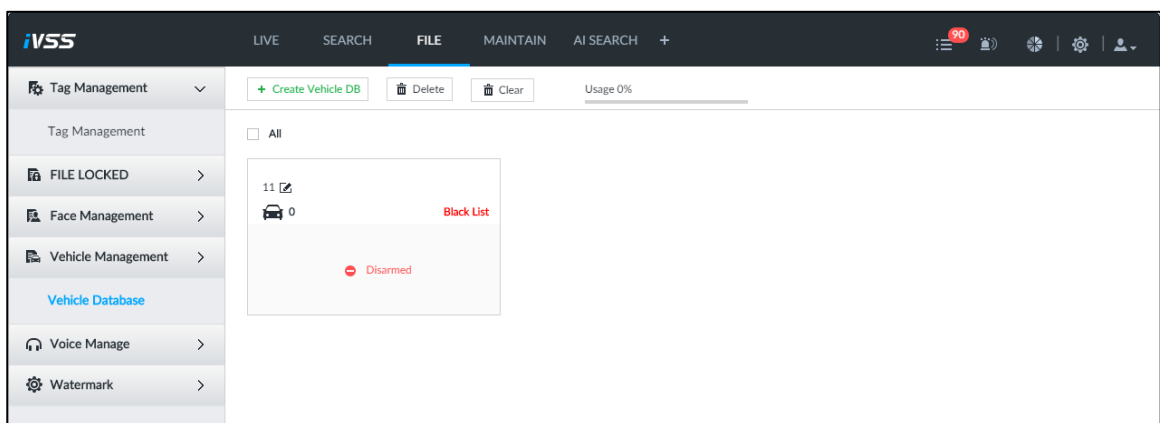 iVSS
LIVE SEARCH FILE MAINTAIN AI SEARCH +
90
Tag Management
Tag Management
FILE LOCKED
Face Management
Vehicle Management
Vehicle Database
Voice Manage
Watermark
+ Create Vehicle DB Delete Clear Usage 0%
All
11
0 Black List
Disarmed